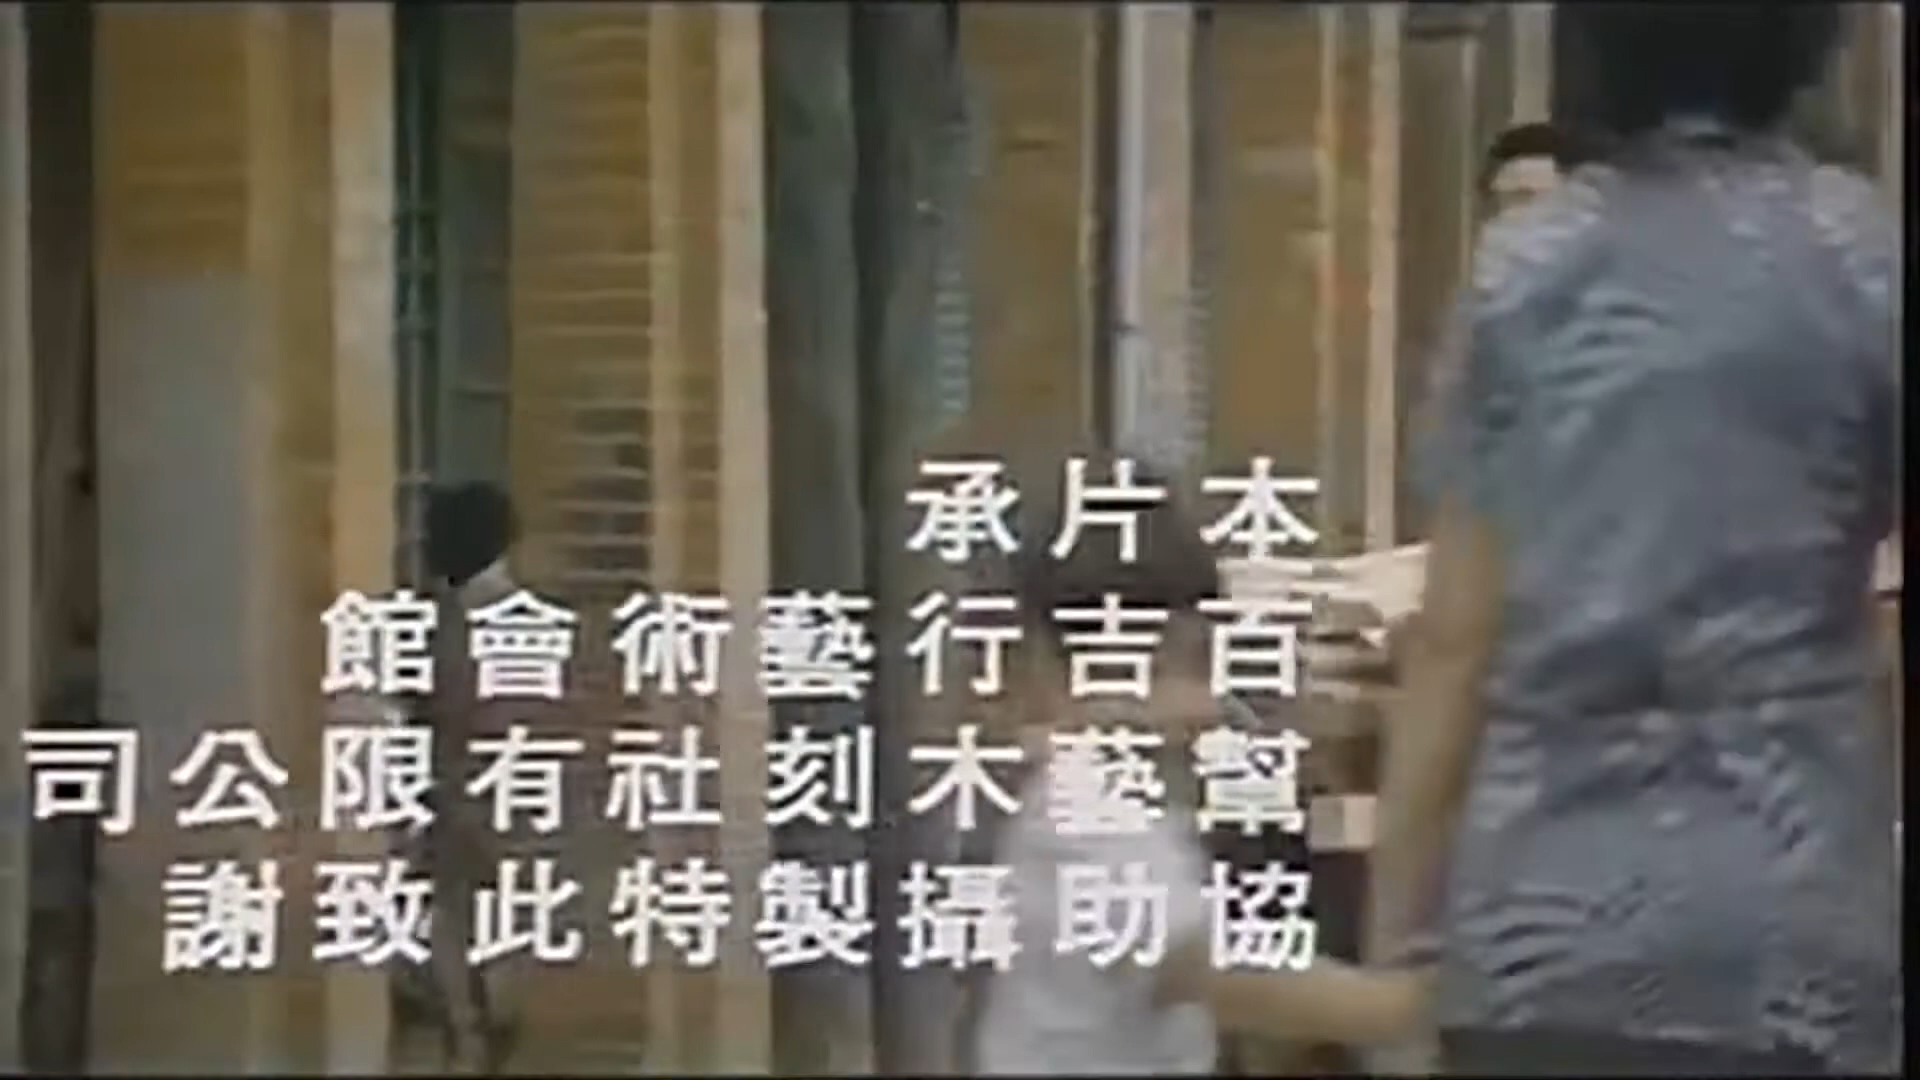 本片承
百吉行藝術會館
幫藝木刻社有限公司
協助攝製特此致謝